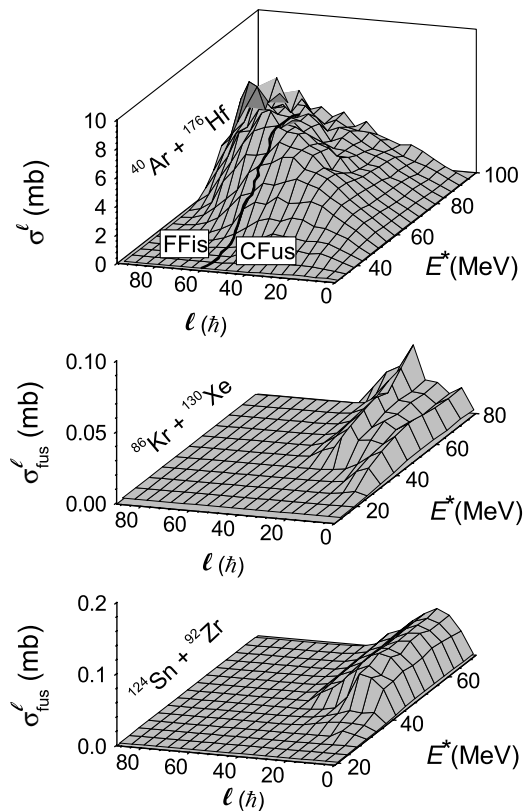 10
8
6
4
2
0
σ^ℓ (mb)
⁴⁰Ar + ¹⁷⁶Hf
FFis
CFus
80
60
40
20
0
ℓ (ħ)
40
60
80
100
E*(MeV)
0.10
0.05
0.00
σ^ℓ_fus (mb)
⁸⁶Kr + ¹³⁰Xe
80
60
40
20
0
ℓ (ħ)
20
40
60
80
E*(MeV)
0.2
0.1
0.0
σ^ℓ_fus (mb)
¹²⁴Sn + ⁹²Zr
80
60
40
20
0
ℓ (ħ)
20
40
60
E*(MeV)